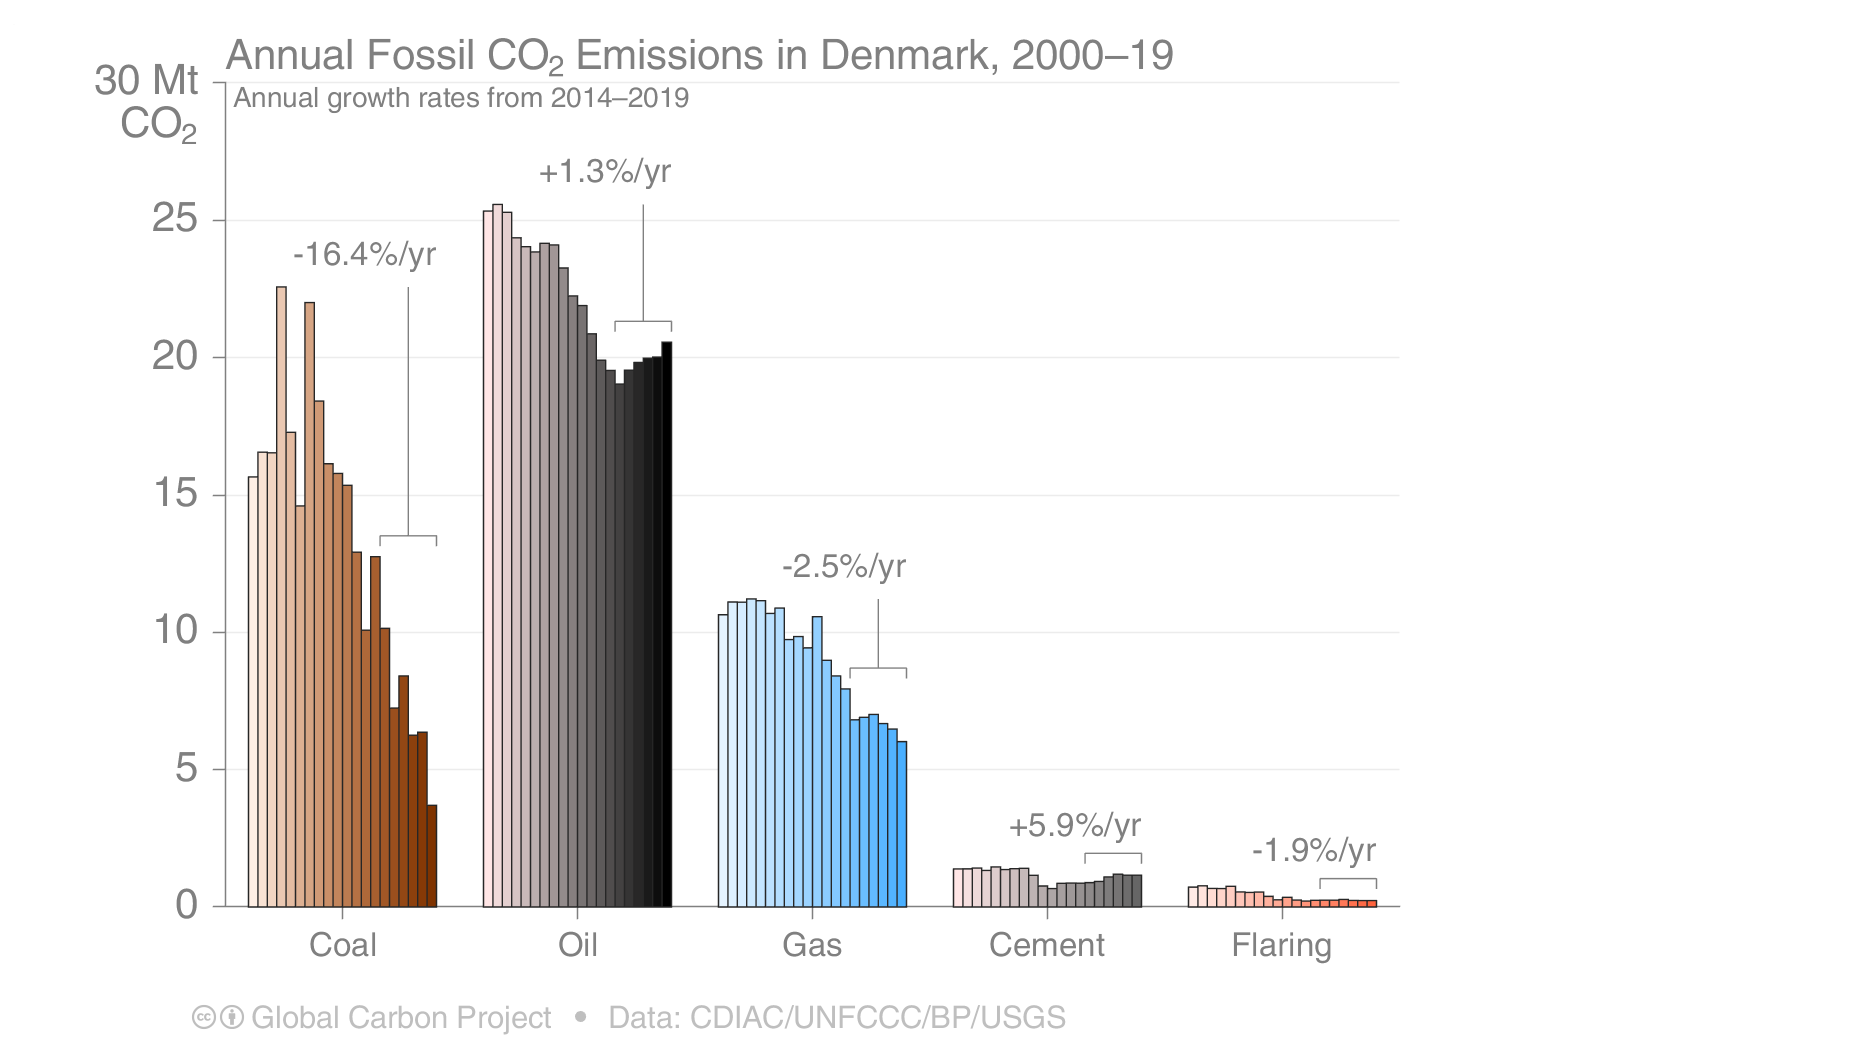 Annual Fossil CO₂ Emissions in Denmark, 2000–19
30 Mt
CO₂
Annual growth rates from 2014–2019
+1.3%/yr
25
-16.4%/yr
20
15
-2.5%/yr
10
5
+5.9%/yr
-1.9%/yr
0
Coal Oil Gas Cement Flaring
cc Global Carbon Project • Data: CDIAC/UNFCCC/BP/USGS